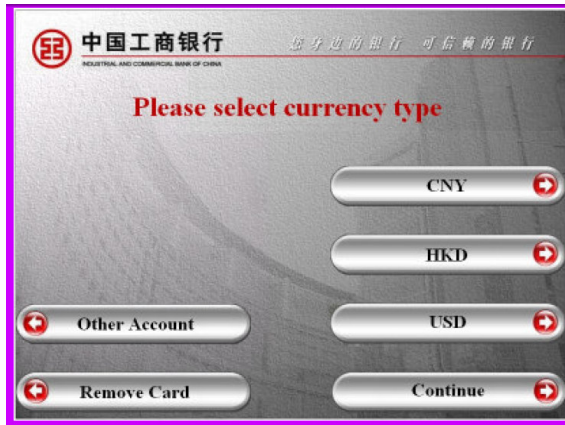 中国工商银行
INDUSTRIAL AND COMMERCIAL BANK OF CHINA
您身边的银行 可信赖的银行
Please select currency type
CNY
HKD
Other Account
USD
Remove Card
Continue